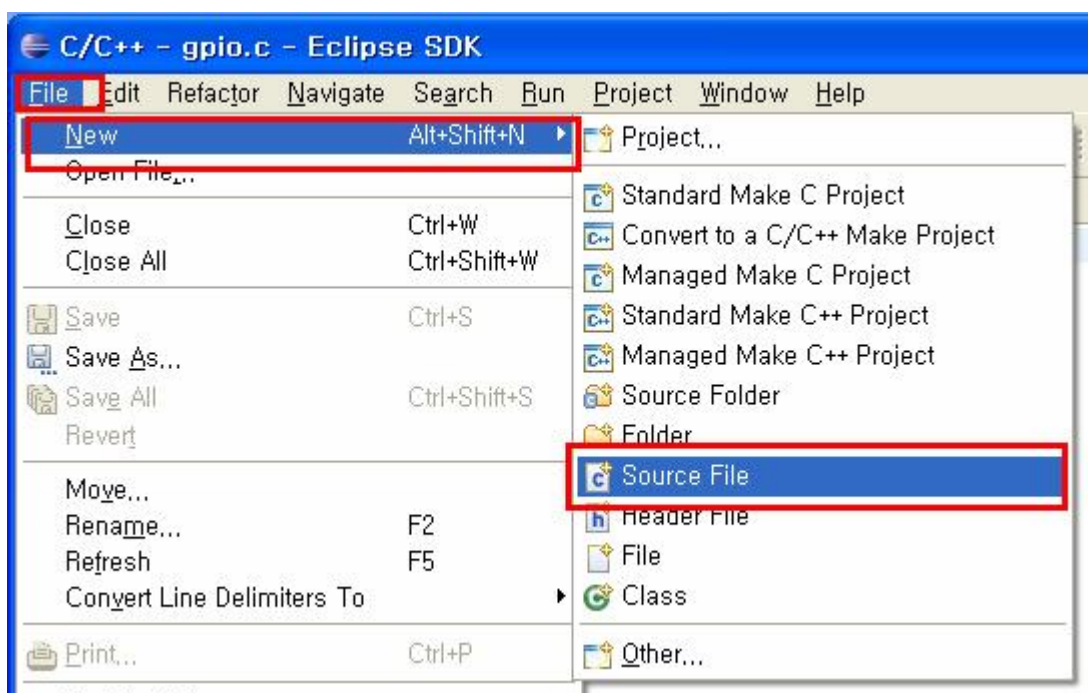 C/C++ - gpio.c - Eclipse SDK
File Edit Refactor Navigate Search Run Project Window Help
New Alt+Shift+N
Open File...
Close Ctrl+W
Close All Ctrl+Shift+W
Save Ctrl+S
Save As...
Save All Ctrl+Shift+S
Revert
Move...
Rename... F2
Refresh F5
Convert Line Delimiters To
Print... Ctrl+P
Project...
Standard Make C Project
Convert to a C/C++ Make Project
Managed Make C Project
Standard Make C++ Project
Managed Make C++ Project
Source Folder
Folder
Source File
Header File
File
Class
Other...